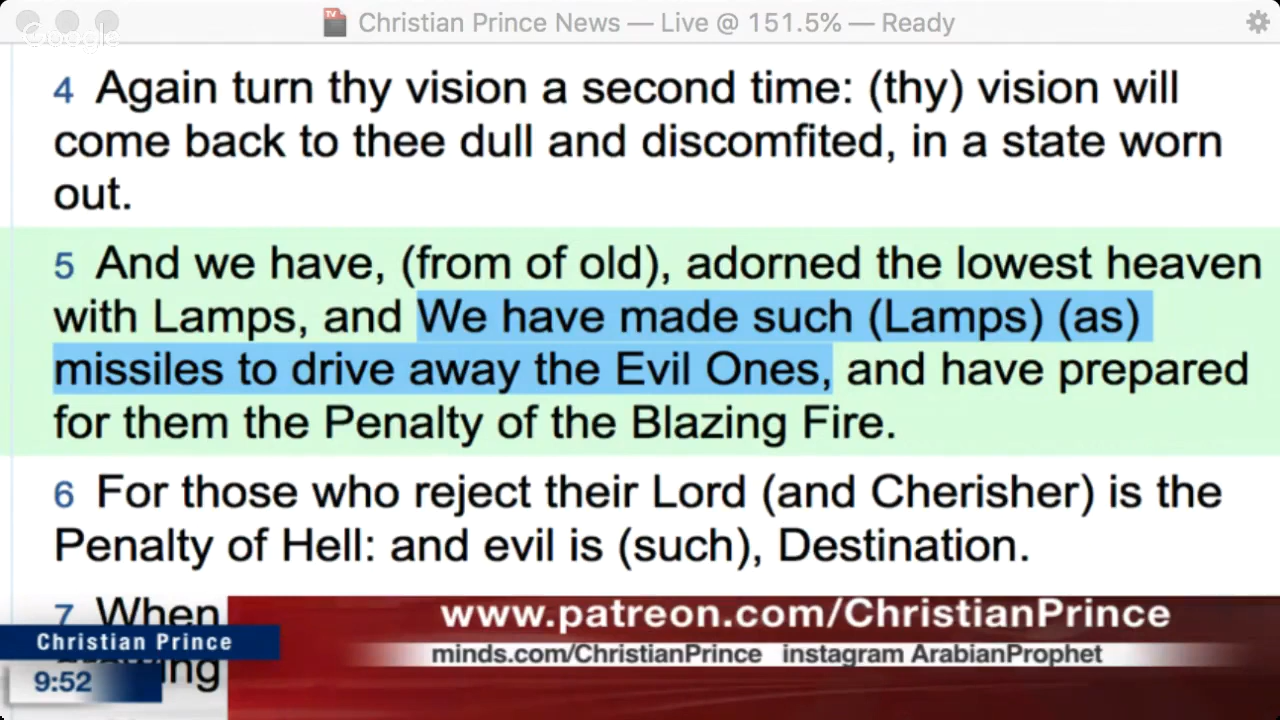 Christian Prince News — Live @ 151.5% — Ready
Google
4 Again turn thy vision a second time: (thy) vision will
come back to thee dull and discomfited, in a state worn
out.
5 And we have, (from of old), adorned the lowest heaven
with Lamps, and We have made such (Lamps) (as)
missiles to drive away the Evil Ones, and have prepared
for them the Penalty of the Blazing Fire.
6 For those who reject their Lord (and Cherisher) is the
Penalty of Hell: and evil is (such), Destination.
7 When
www.patreon.com/ChristianPrince
Christian Prince
minds.com/ChristianPrince instagram ArabianProphet
9:52